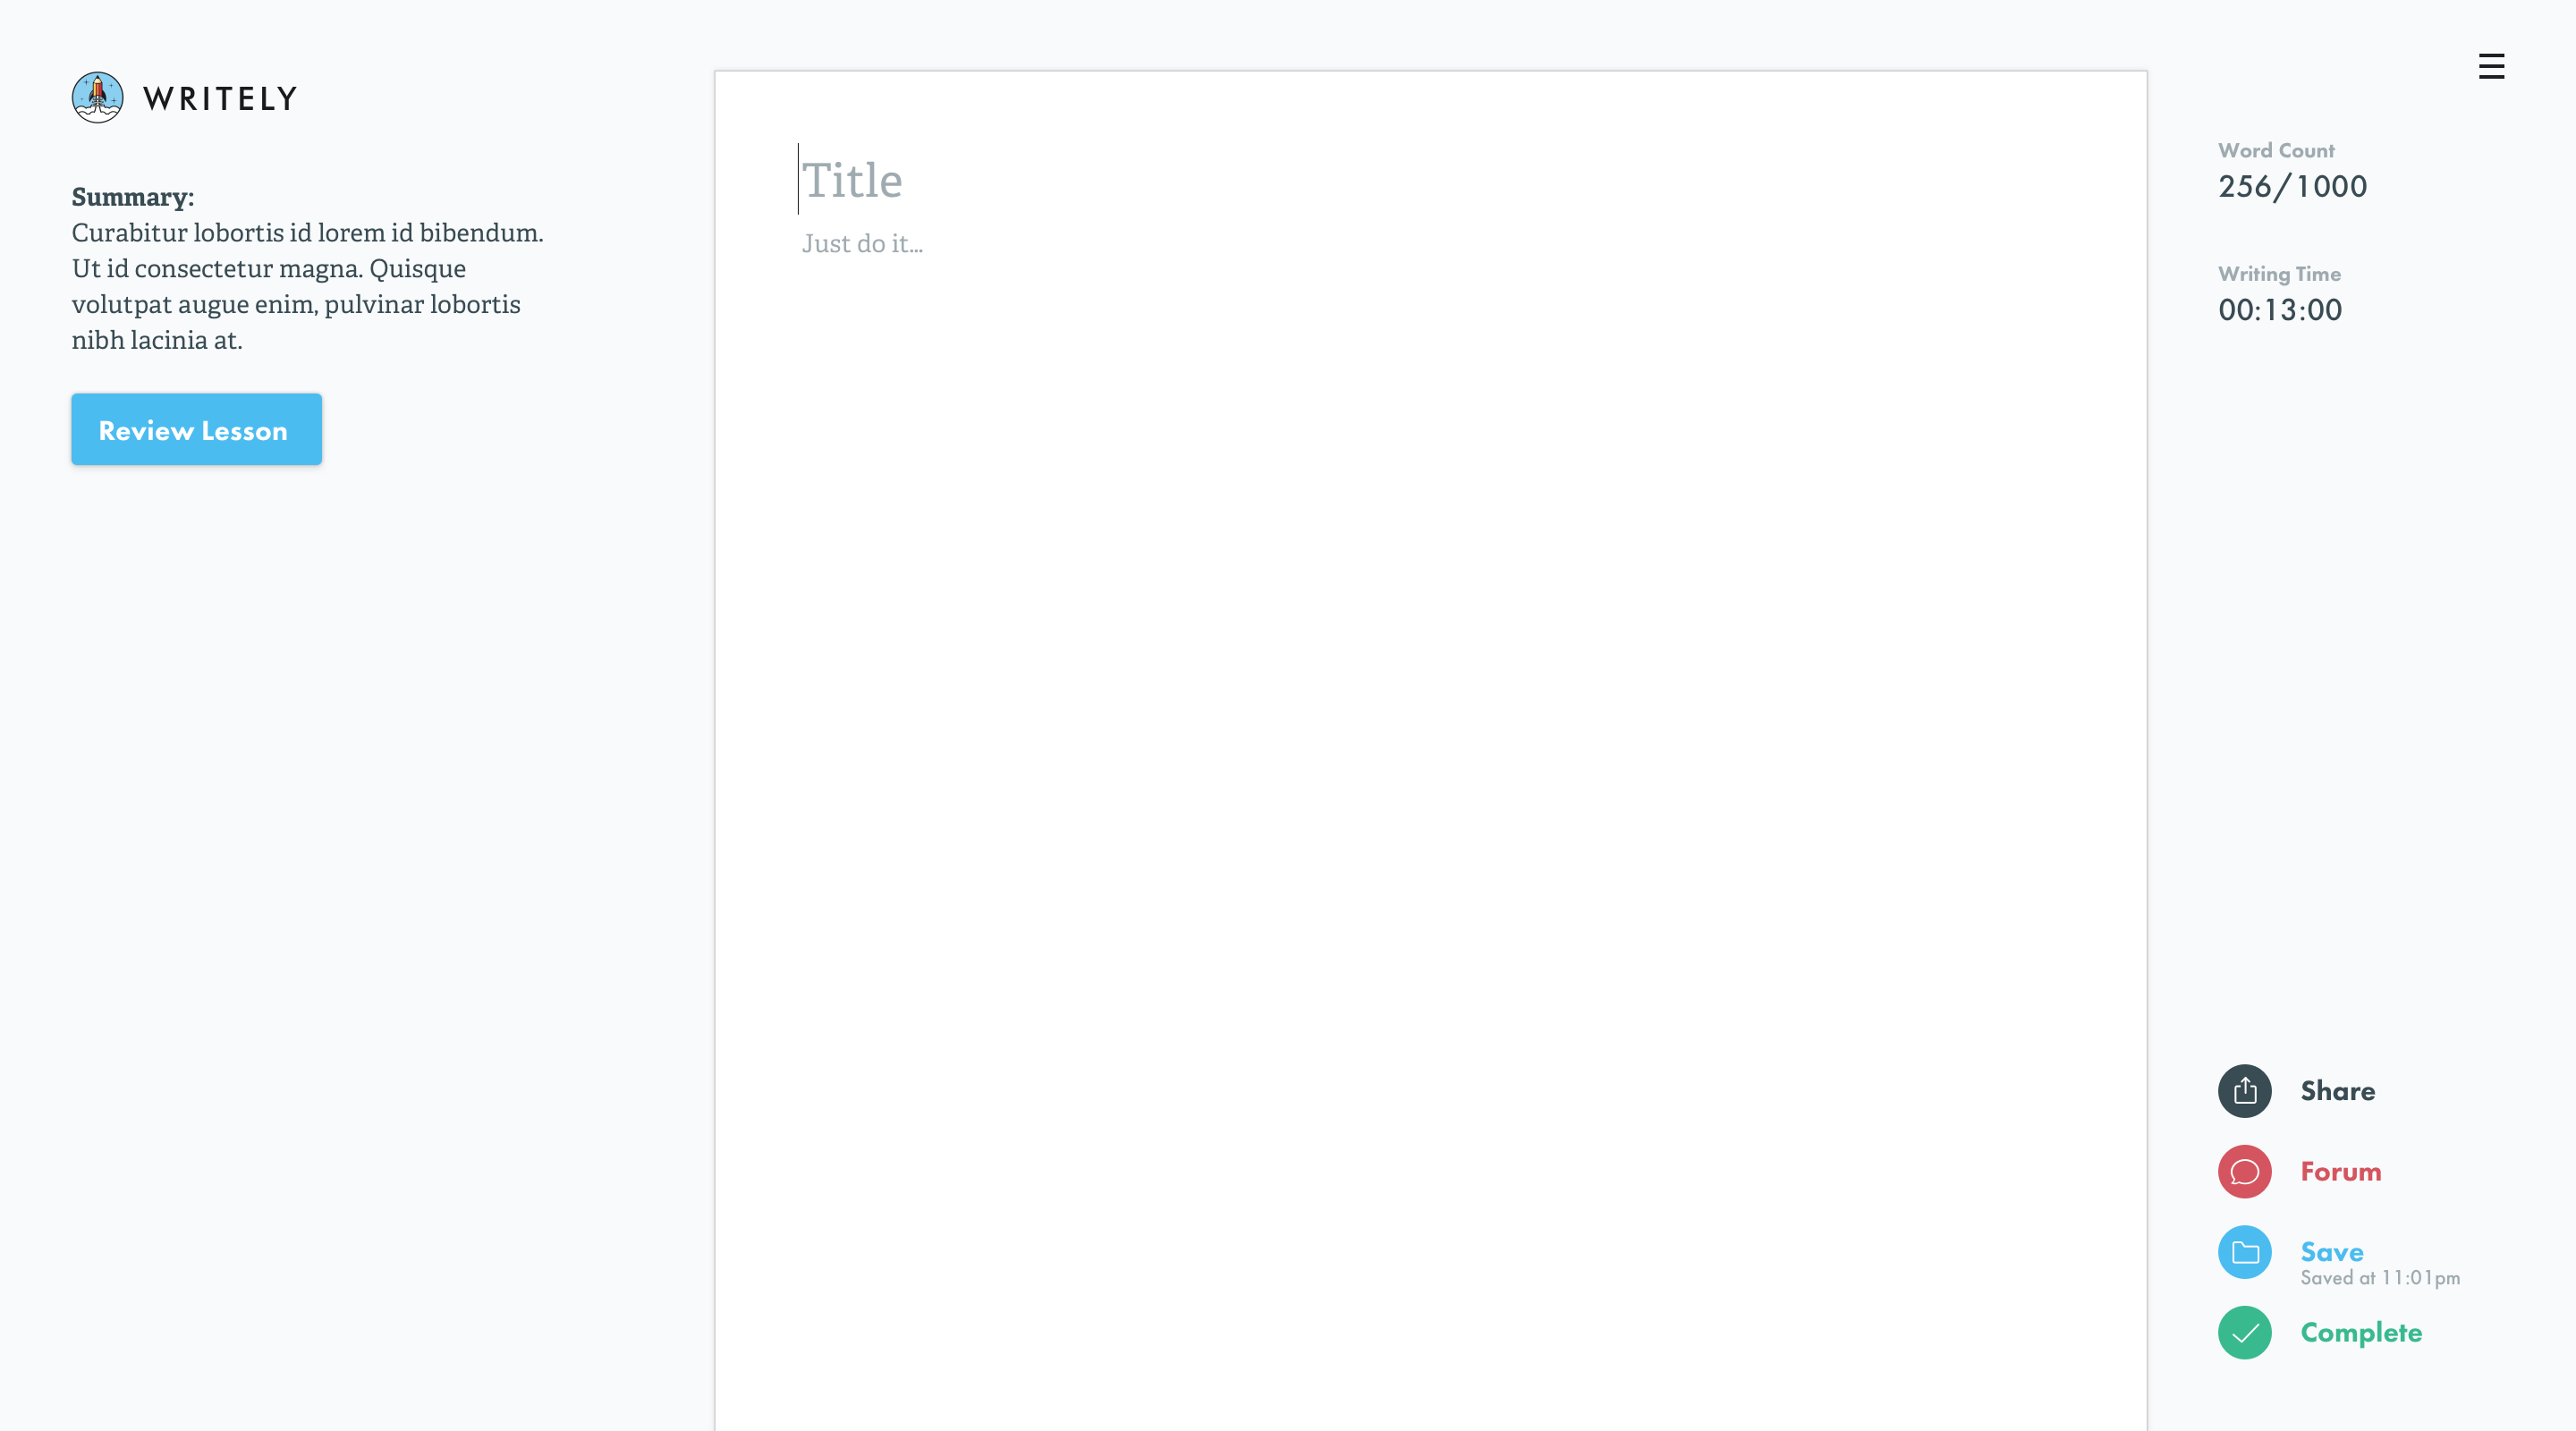 WRITELY
Summary:
Curabitur lobortis id lorem id bibendum.
Ut id consectetur magna. Quisque
volutpat augue enim, pulvinar lobortis
nibh lacinia at.
Review Lesson
Title
Just do it...
Word Count
256/1000
Writing Time
00:13:00
Share
Forum
Save
Saved at 11:01pm
Complete